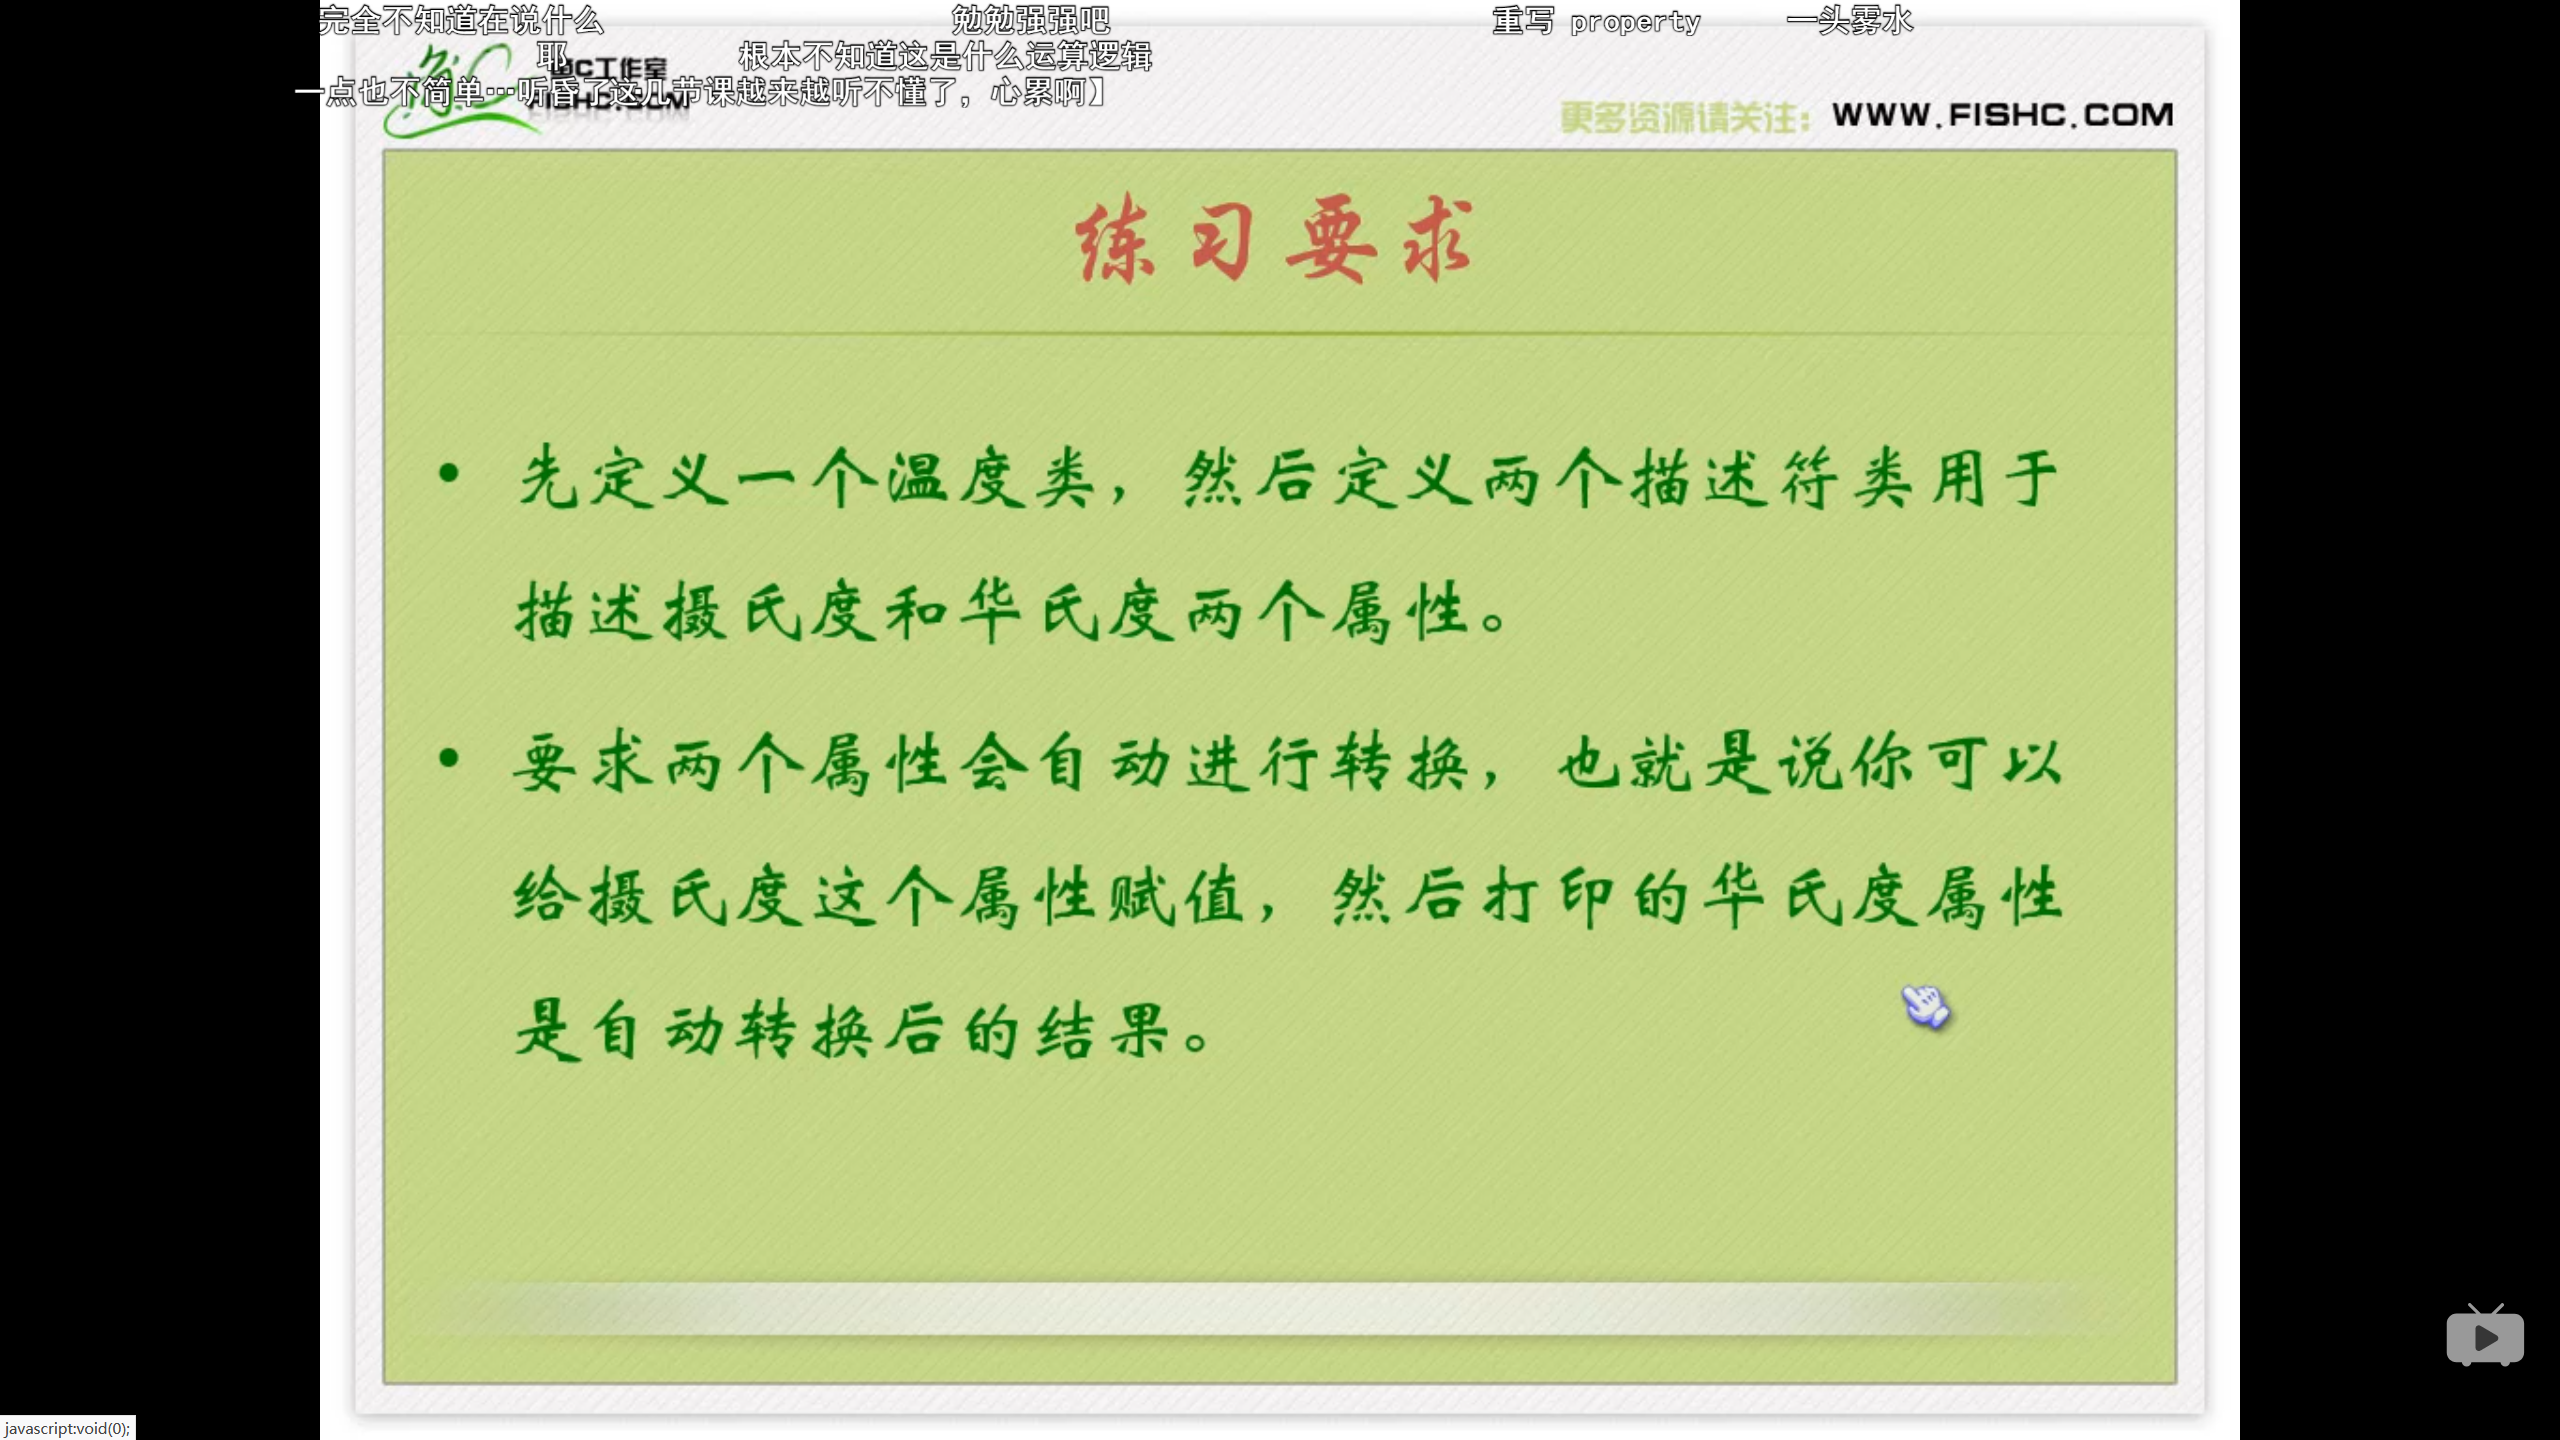 完全不知道在说什么
勉勉强强吧
重写 property
一头雾水
耶
根本不知道这是什么运算逻辑
C工作室
一点也不简单…听昏了这几节课越来越听不懂了，心累啊】
FISHC.COM
更多资源请关注：WWW.FISHC.COM
练习要求
• 先定义一个温度类，然后定义两个描述符类用于
描述摄氏度和华氏度两个属性。
• 要求两个属性会自动进行转换，也就是说你可以
给摄氏度这个属性赋值，然后打印的华氏度属性
是自动转换后的结果。
javascript:void(0);